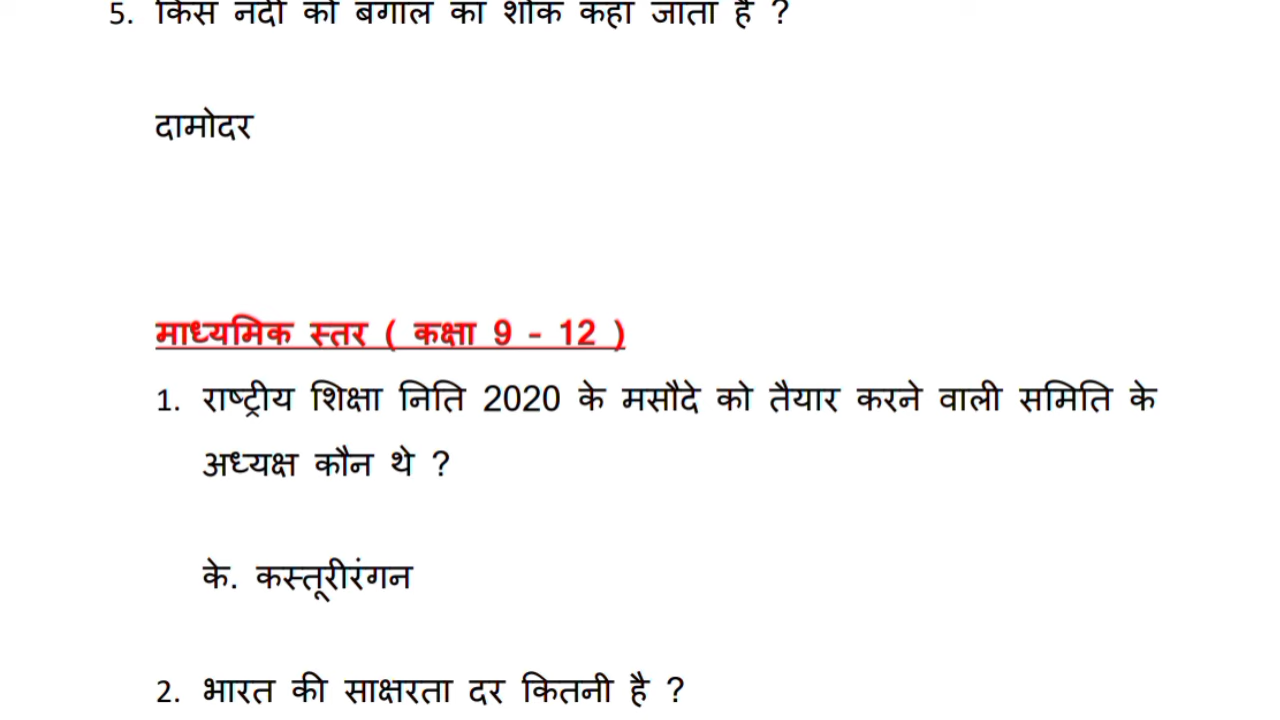 5. किस नदी को बंगाल का शोक कहा जाता है ?
दामोदर
माध्यमिक स्तर ( कक्षा 9 - 12 )
1. राष्ट्रीय शिक्षा निति 2020 के मसौदे को तैयार करने वाली समिति के
अध्यक्ष कौन थे ?
के. कस्तूरीरंगन
2. भारत की साक्षरता दर कितनी है ?